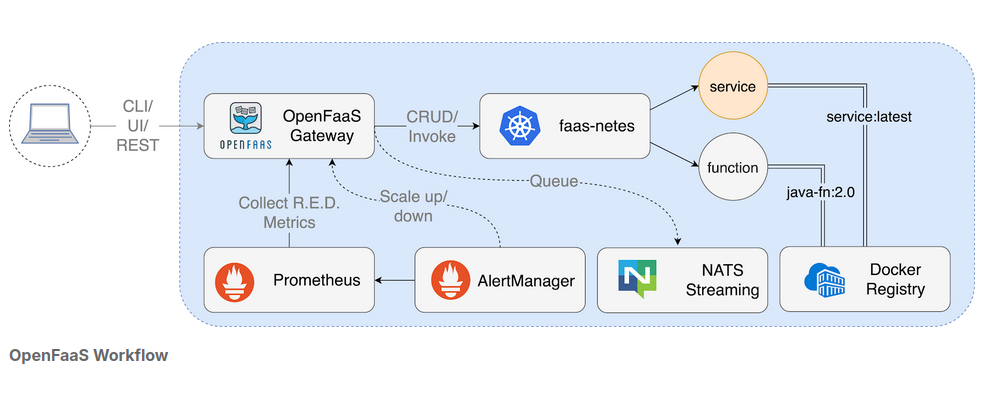 CLI/
UI/
REST
OPENFAAS
OpenFaaS
Gateway
CRUD/
Invoke
faas-netes
service
function
service:latest
java-fn:2.0
Queue
Collect R.E.D.
Metrics
Scale up/
down
Prometheus
AlertManager
N
NATS
Streaming
Docker
Registry
OpenFaaS Workflow